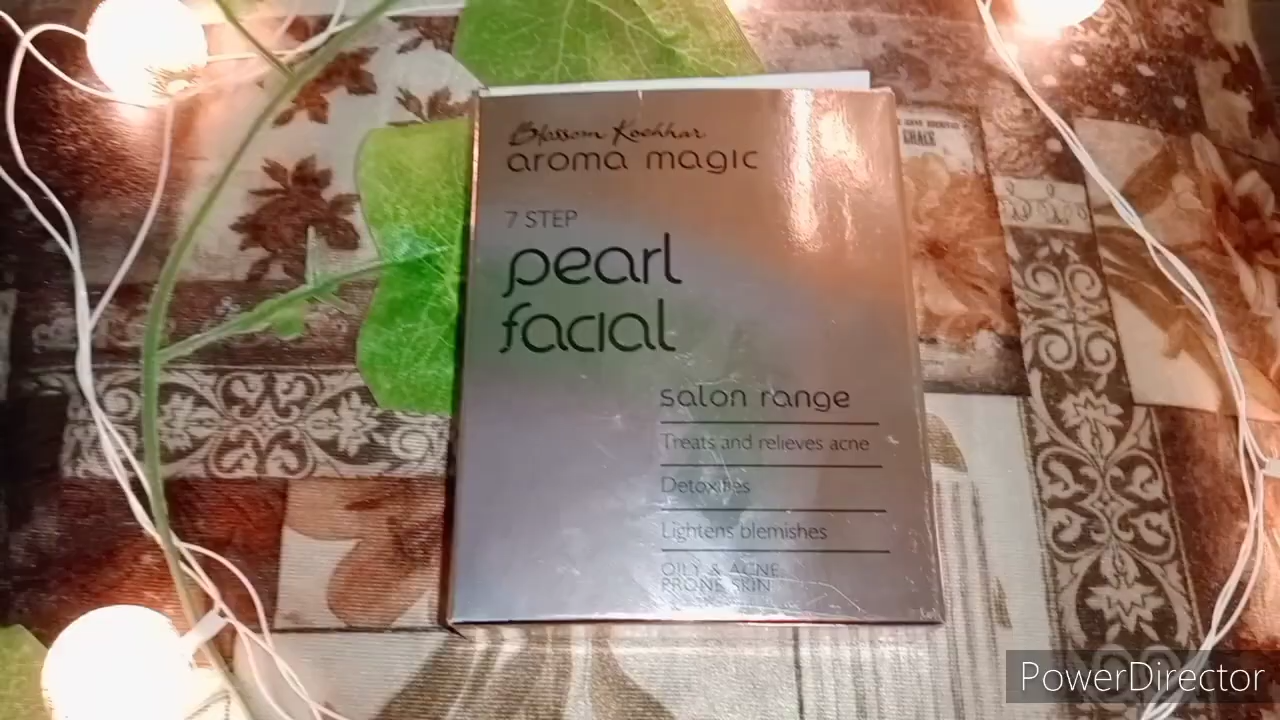 Blossom Kochhar
aroma magic
7 STEP
pearl
facial
salon range
Treats and relieves acne
Detoxifies
Lightens blemishes
OILY & ACNE
PRONE SKIN
GRACE
PowerDirector